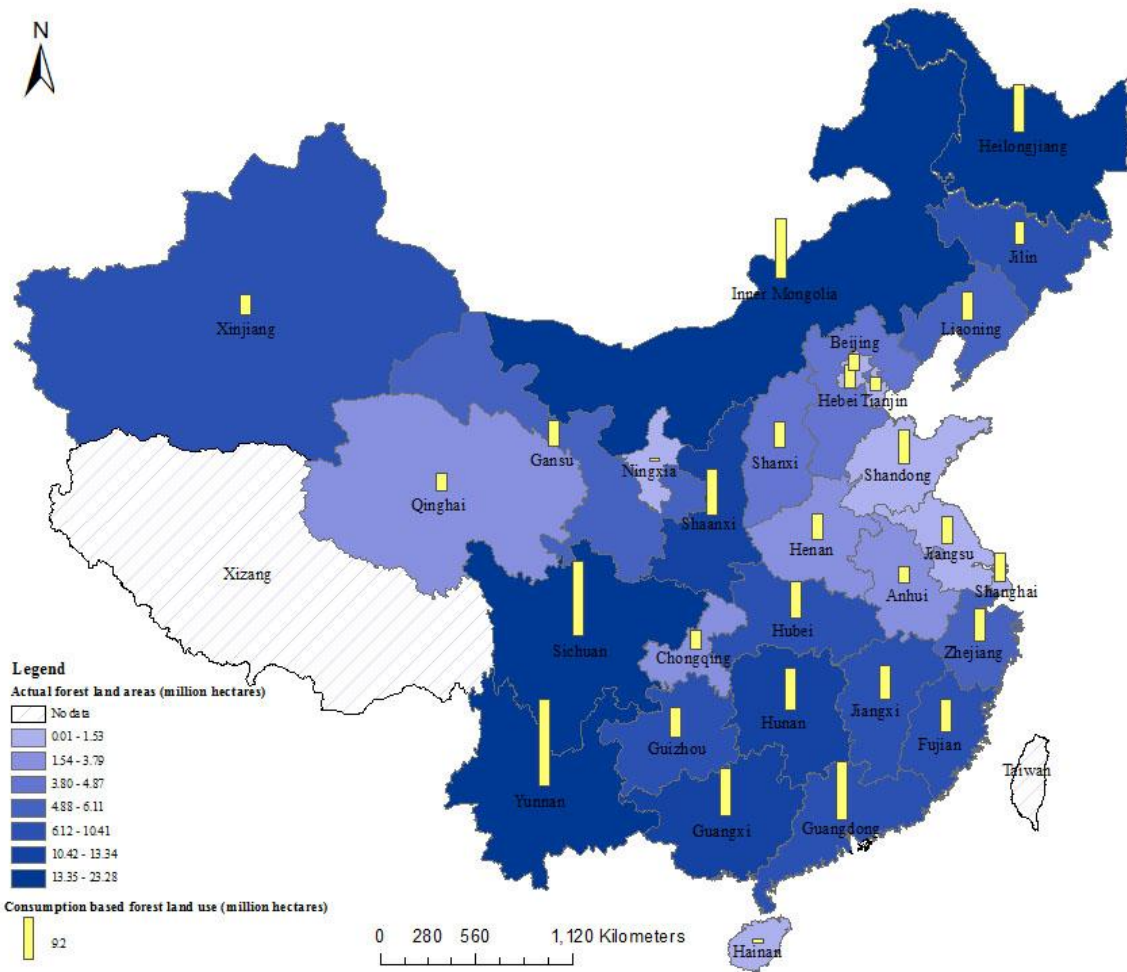 N
Heilongjiang
Jilin
Inner Mongolia
Liaoning
Xinjiang
Beijing
Hebei Tianjin
Gansu
Ningxia
Shanxi
Shandong
Qinghai
Shaanxi
Henan
Jiangsu
Anhui
Shanghai
Xizang
Hubei
Sichuan
Chongqing
Zhejiang
Hunan
Jiangxi
Guizhou
Fujian
Taiwan
Yunnan
Guangxi
Guangdong
Hainan
Legend
Actual forest land areas (million hectares)
No data
0.01 - 1.53
1.54 - 3.79
3.80 - 4.87
4.88 - 6.11
6.12 - 10.41
10.42 - 13.34
13.35 - 23.28
Consumption based forest land use (million hectares)
9.2
0 280 560 1,120 Kilometers